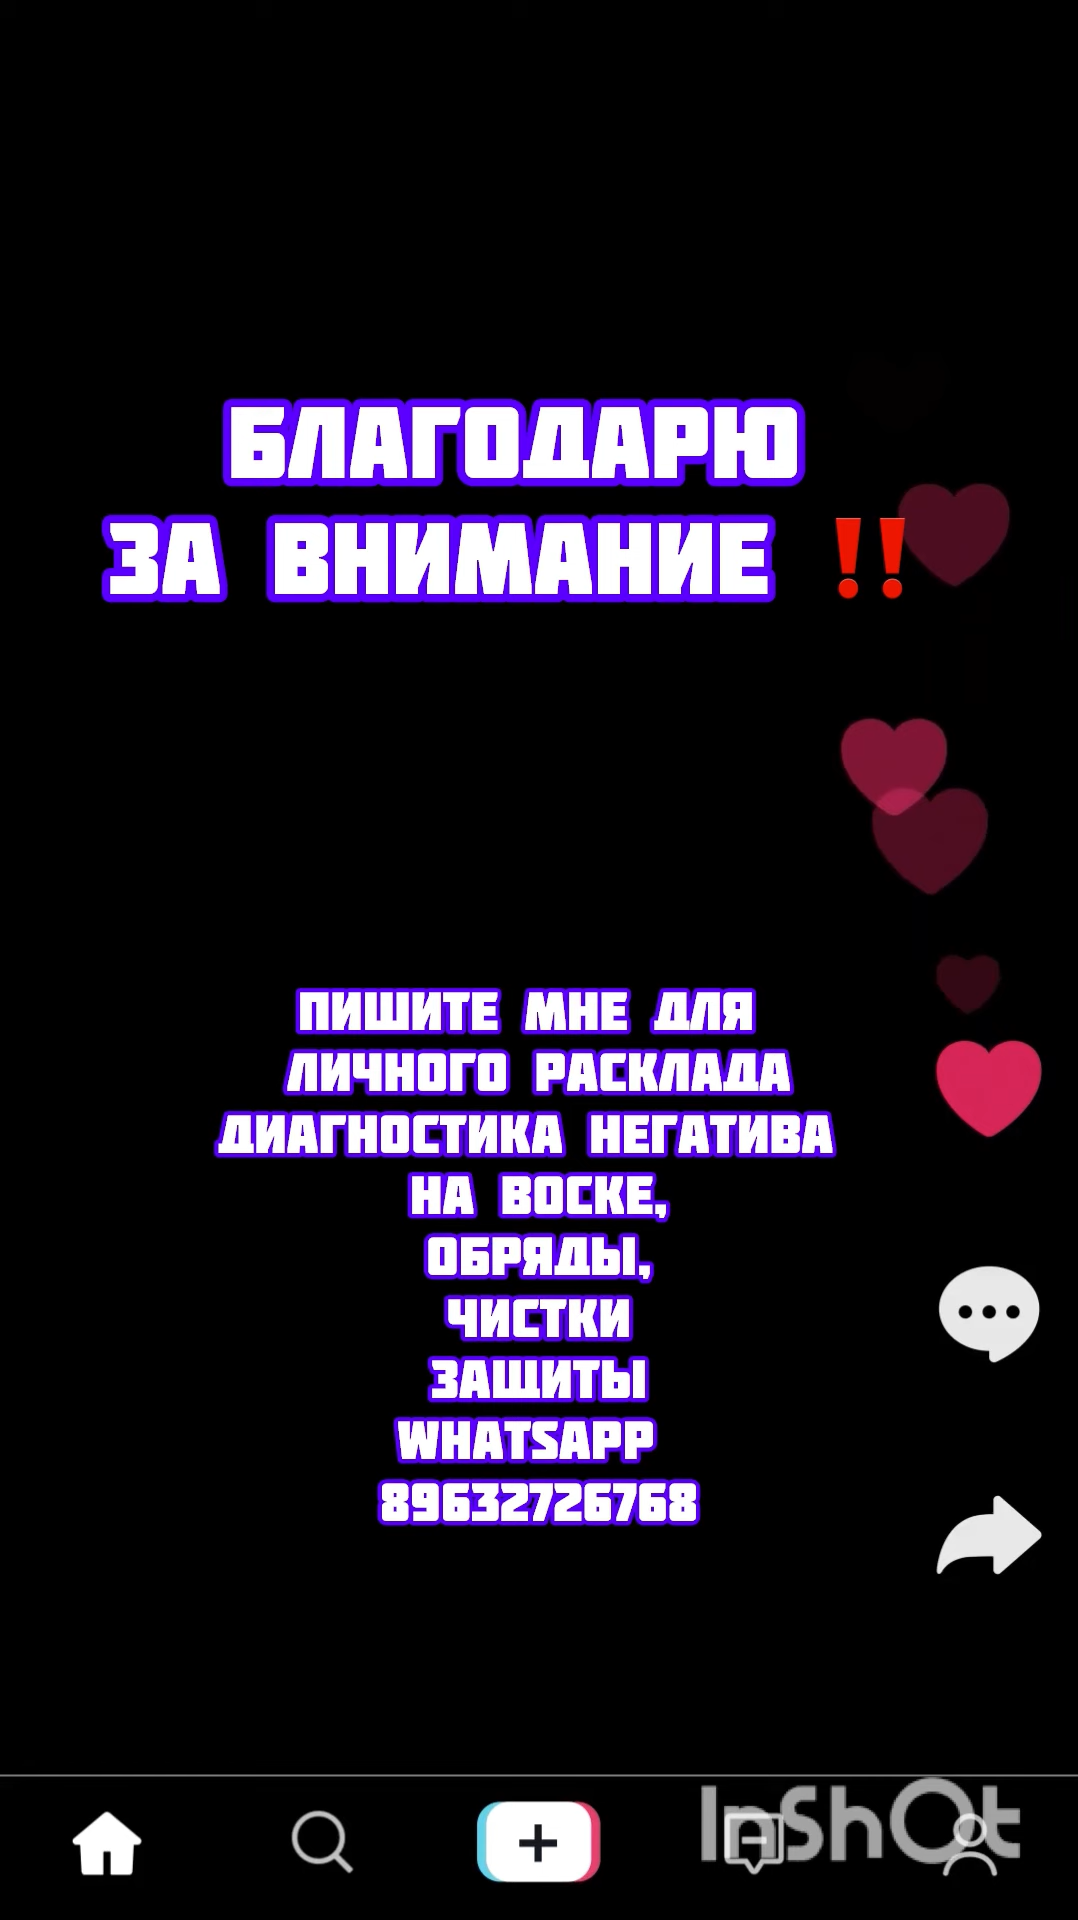 БЛАГОДАРЮ
ЗА ВНИМАНИЕ ‼️
ПИШИТЕ МНЕ ДЛЯ
ЛИЧНОГО РАСКЛАДА
ДИАГНОСТИКА НЕГАТИВА
НА ВОСКЕ,
ОБРЯДЫ,
ЧИСТКИ
ЗАЩИТЫ
WHATSAPP
89632726768
InShOt